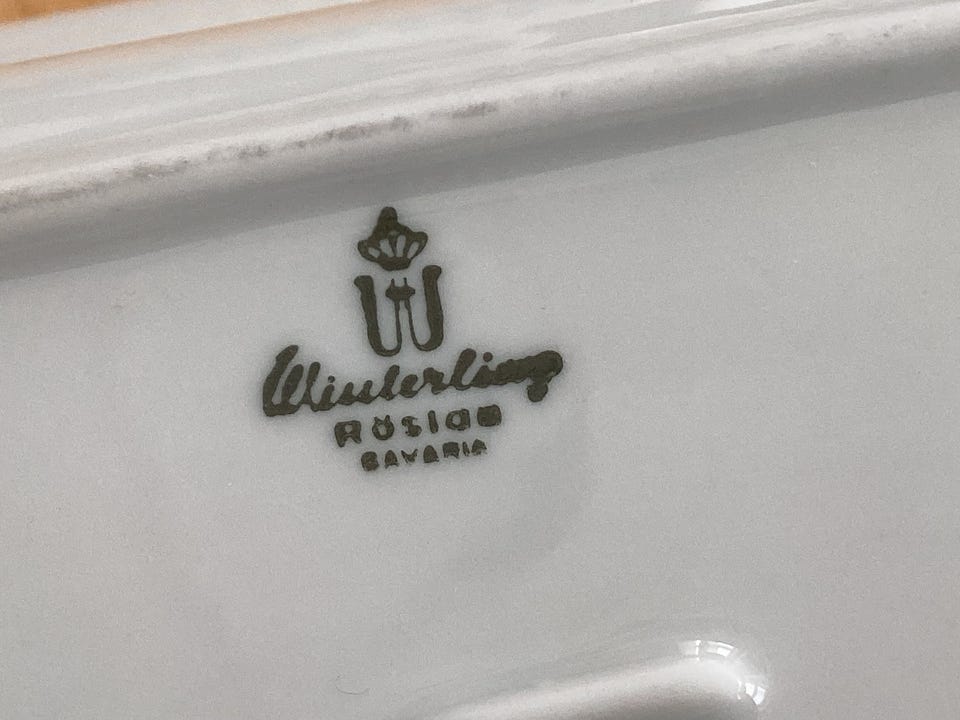 W
Winterling
RÖSLAU
BAVARIA